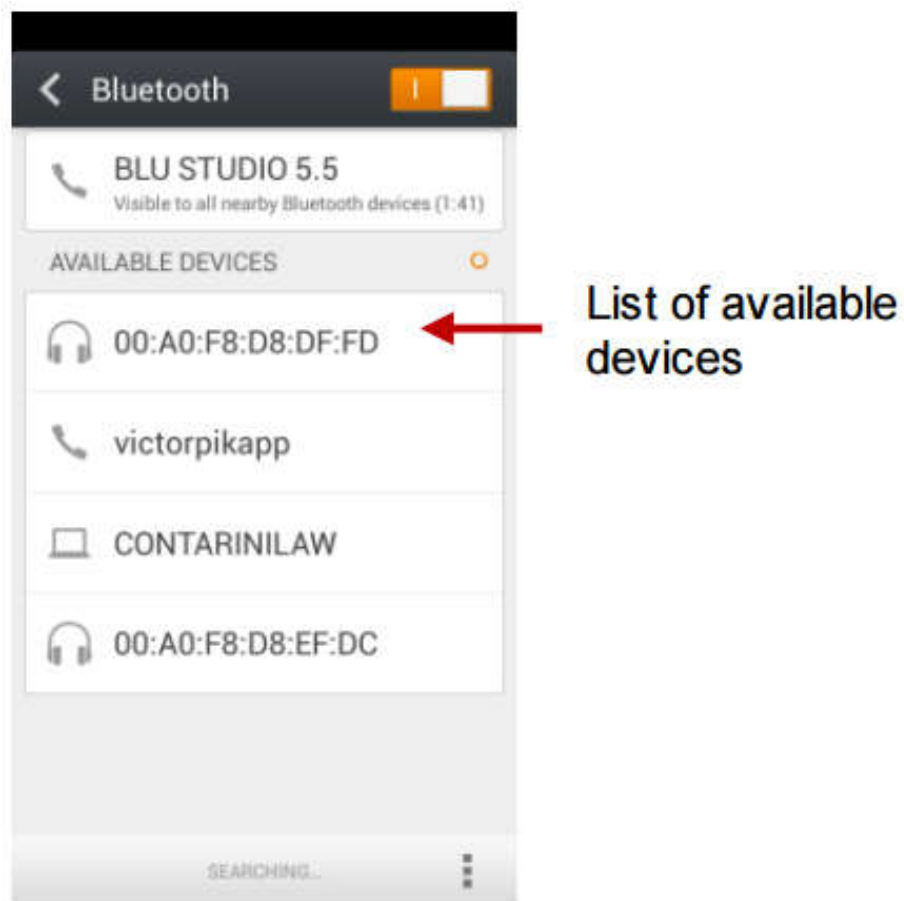 Bluetooth
BLU STUDIO 5.5
Visible to all nearby Bluetooth devices (1:41)
AVAILABLE DEVICES
00:A0:F8:D8:DF:FD
List of available
devices
victorpikapp
CONTARINILAW
00:A0:F8:D8:EF:DC
SEARCHING...